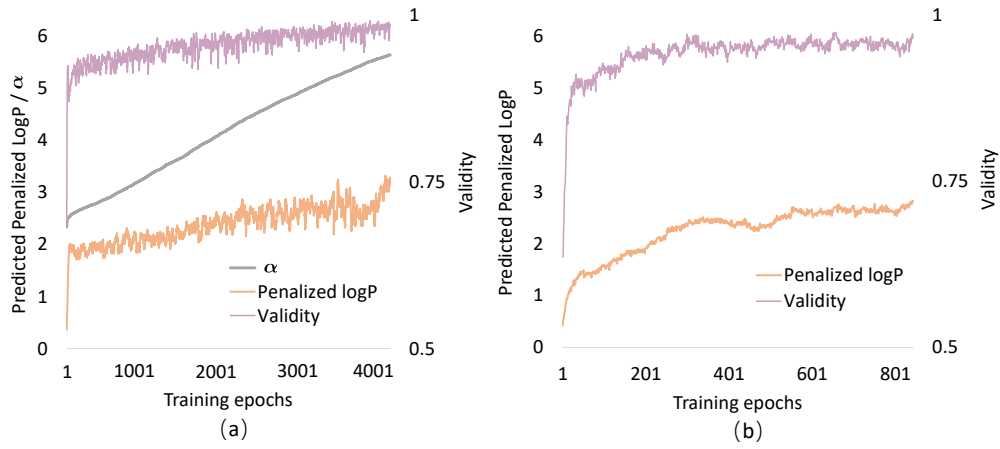 Predicted Penalized LogP / α
6
5
4
3
2
1
0
1
0.75
0.5
Validity
α
Penalized logP
Validity
1 1001 2001 3001 4001
Training epochs
(a)
Predicted Penalized LogP
6
5
4
3
2
1
0
1
0.75
0.5
Validity
Penalized logP
Validity
1 201 401 601 801
Training epochs
(b)